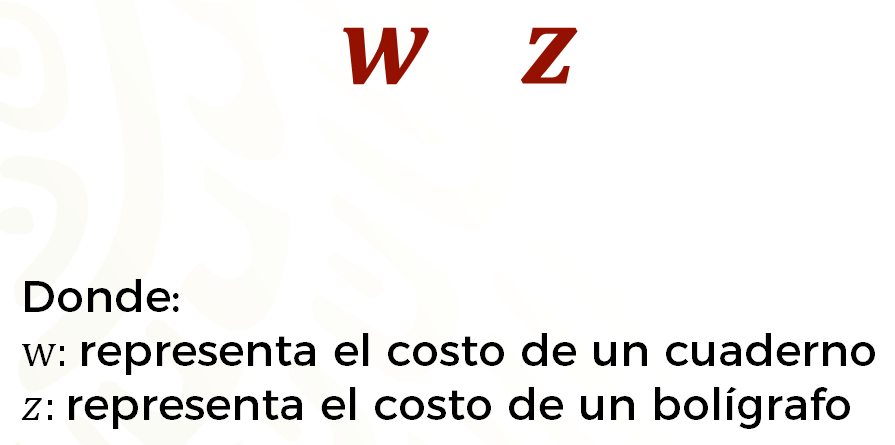 w z
Donde:
w: representa el costo de un cuaderno
z: representa el costo de un bolígrafo